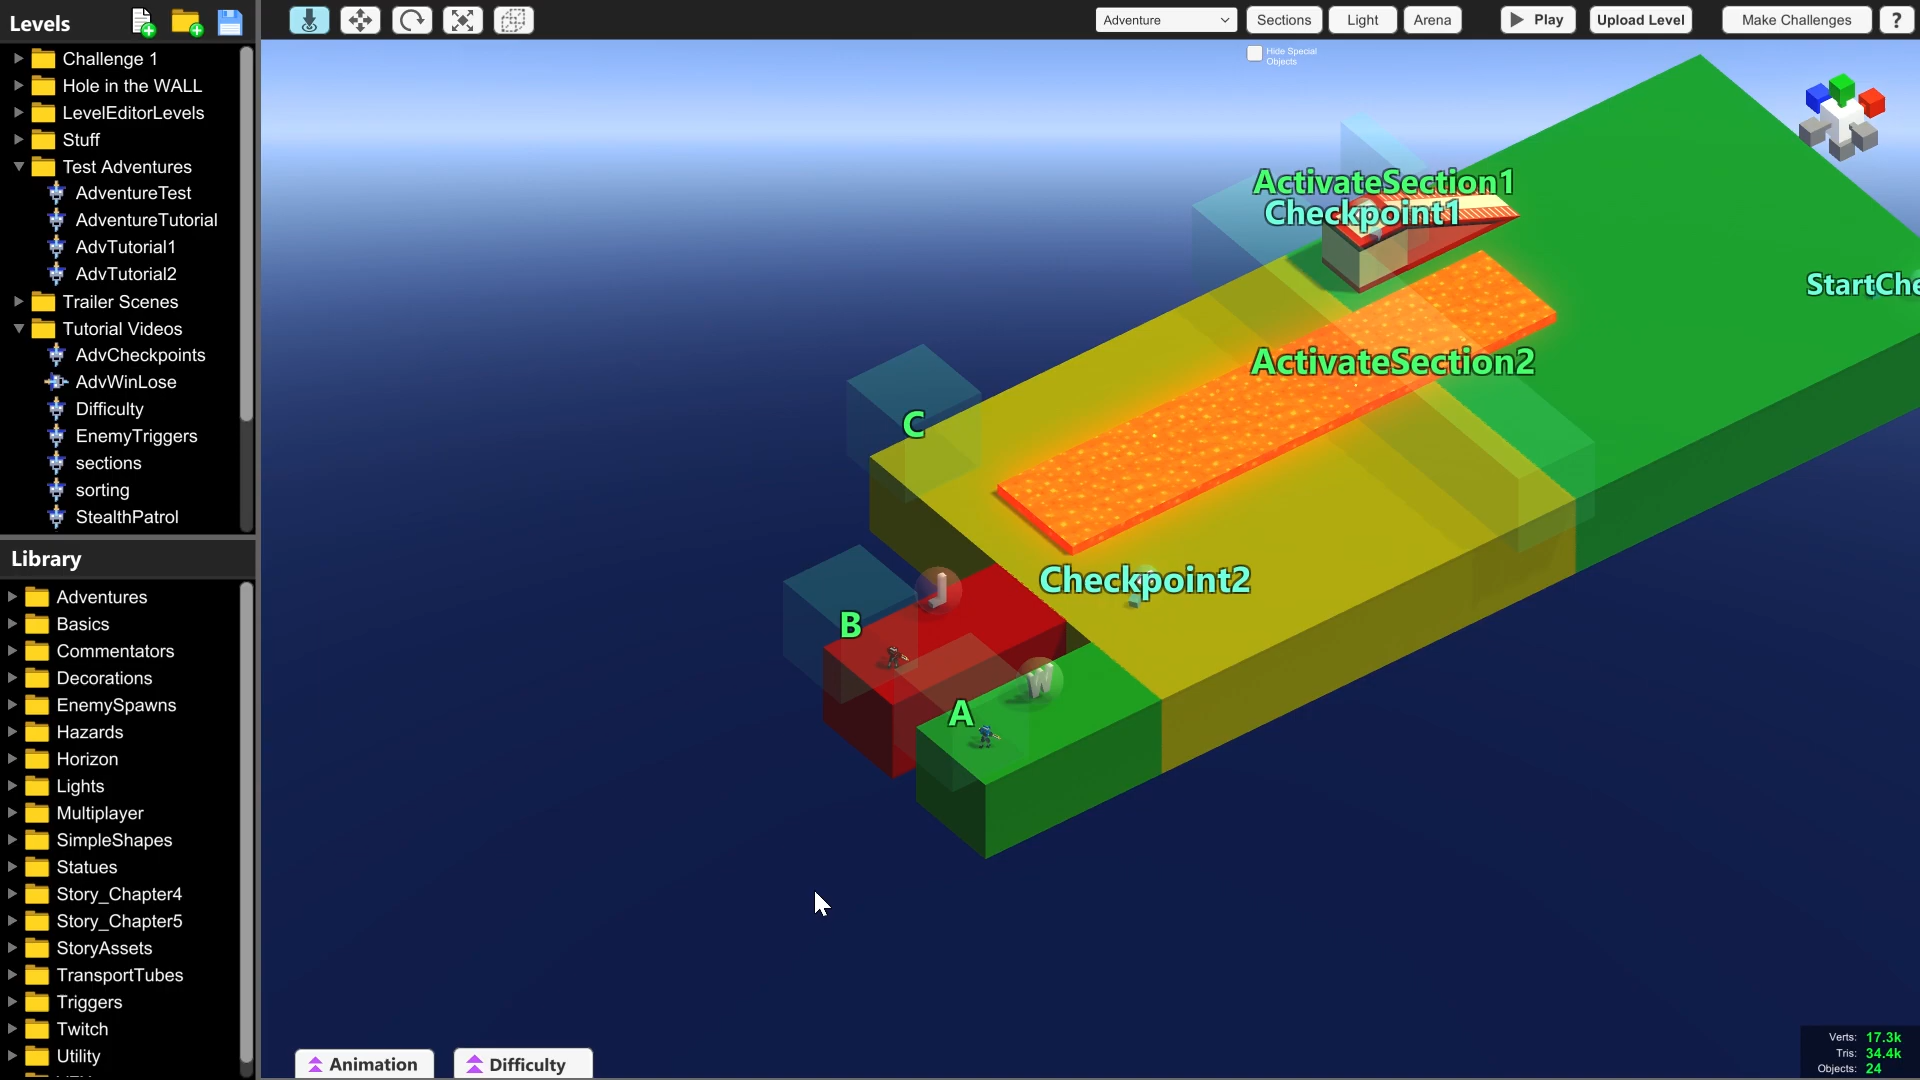 Levels
Adventure
Sections
Light
Arena
Play
Upload Level
Make Challenges
?
Hide Special
Objects
Challenge 1
Hole in the WALL
LevelEditorLevels
Stuff
Test Adventures
AdventureTest
AdventureTutorial
AdvTutorial1
AdvTutorial2
Trailer Scenes
Tutorial Videos
AdvCheckpoints
AdvWinLose
Difficulty
EnemyTriggers
sections
sorting
StealthPatrol
Library
Adventures
Basics
Commentators
Decorations
EnemySpawns
Hazards
Horizon
Lights
Multiplayer
SimpleShapes
Statues
Story_Chapter4
Story_Chapter5
StoryAssets
TransportTubes
Triggers
Twitch
Utility
ActivateSection1
Checkpoint1
StartChe
ActivateSection2
C
Checkpoint2
L
B
W
A
Animation
Difficulty
Verts: 17.3k
Tris: 34.4k
Objects: 24